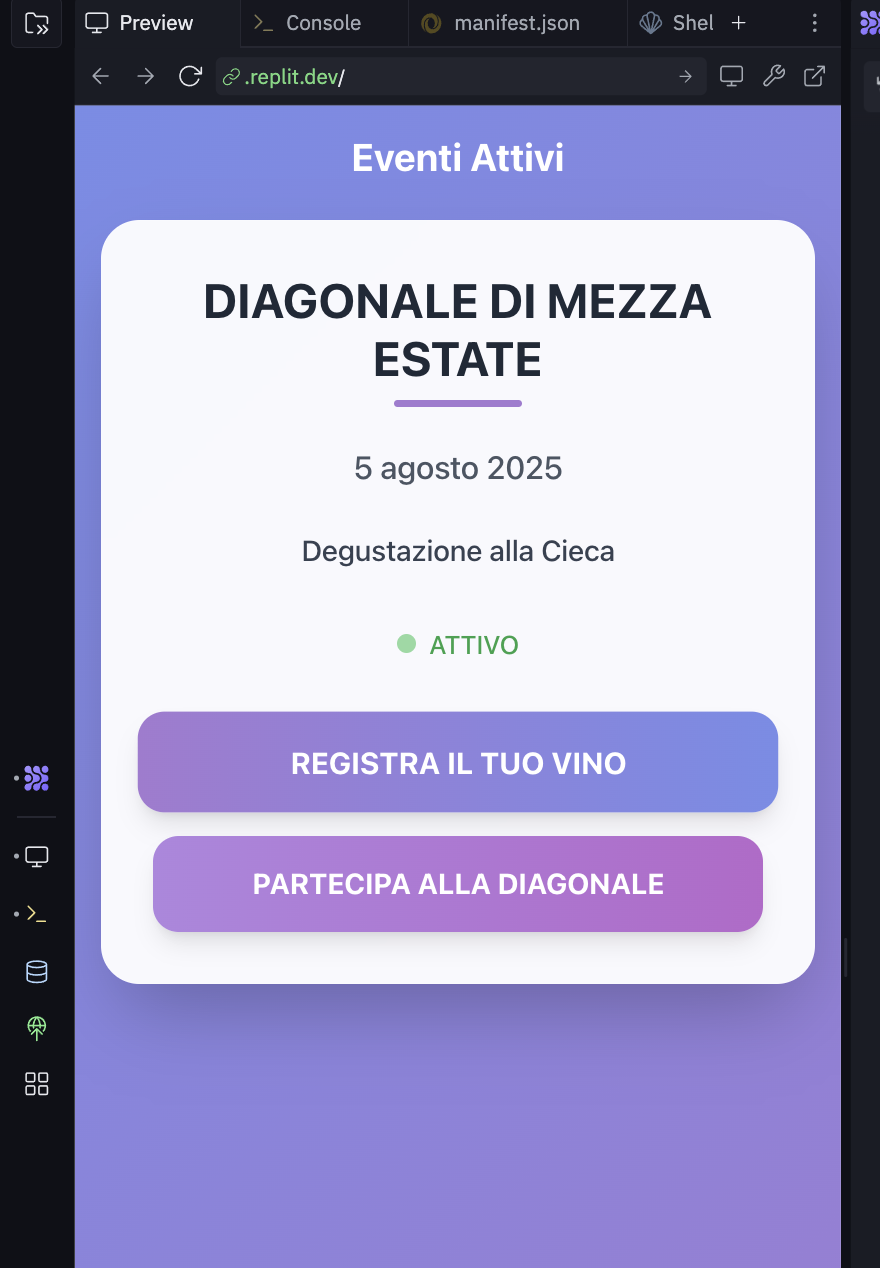 Preview
Console
manifest.json
Shel
.replit.dev/
Eventi Attivi
DIAGONALE DI MEZZA
ESTATE
5 agosto 2025
Degustazione alla Cieca
ATTIVO
REGISTRA IL TUO VINO
PARTECIPA ALLA DIAGONALE